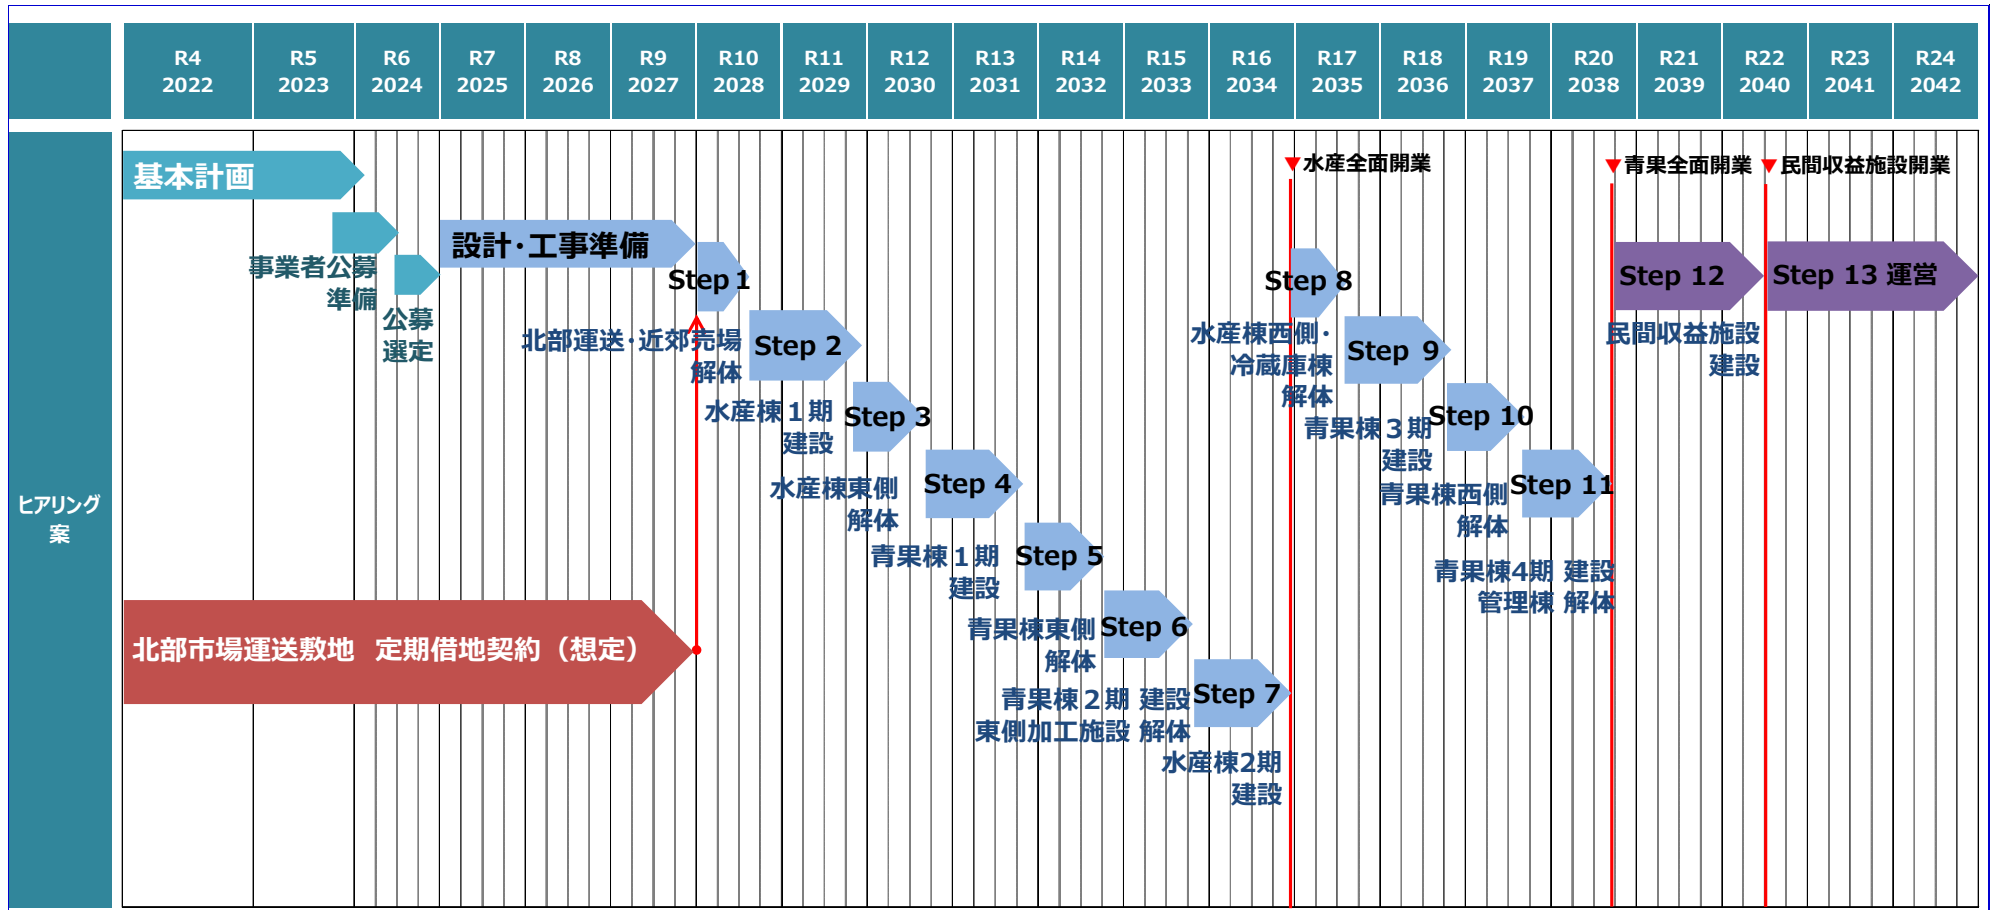 R4
2022
R5
2023
R6
2024
R7
2025
R8
2026
R9
2027
R10
2028
R11
2029
R12
2030
R13
2031
R14
2032
R15
2033
R16
2034
R17
2035
R18
2036
R19
2037
R20
2038
R21
2039
R22
2040
R23
2041
R24
2042
ヒアリング
案
基本計画
事業者公募
準備
公募
選定
設計・工事準備
Step 1
北部運送・近郊売場
解体
Step 2
水産棟１期
建設
Step 3
水産棟東側
解体
Step 4
青果棟１期
建設
Step 5
青果棟東側
解体
Step 6
青果棟２期 建設
東側加工施設 解体
Step 7
水産棟2期
建設
▼水産全面開業
Step 8
水産棟西側・
冷蔵庫棟
解体
Step 9
青果棟３期
建設
Step 10
青果棟西側
解体
Step 11
青果棟4期 建設
管理棟 解体
▼青果全面開業
Step 12
民間収益施設
建設
▼民間収益施設開業
Step 13 運営
北部市場運送敷地 定期借地契約（想定）